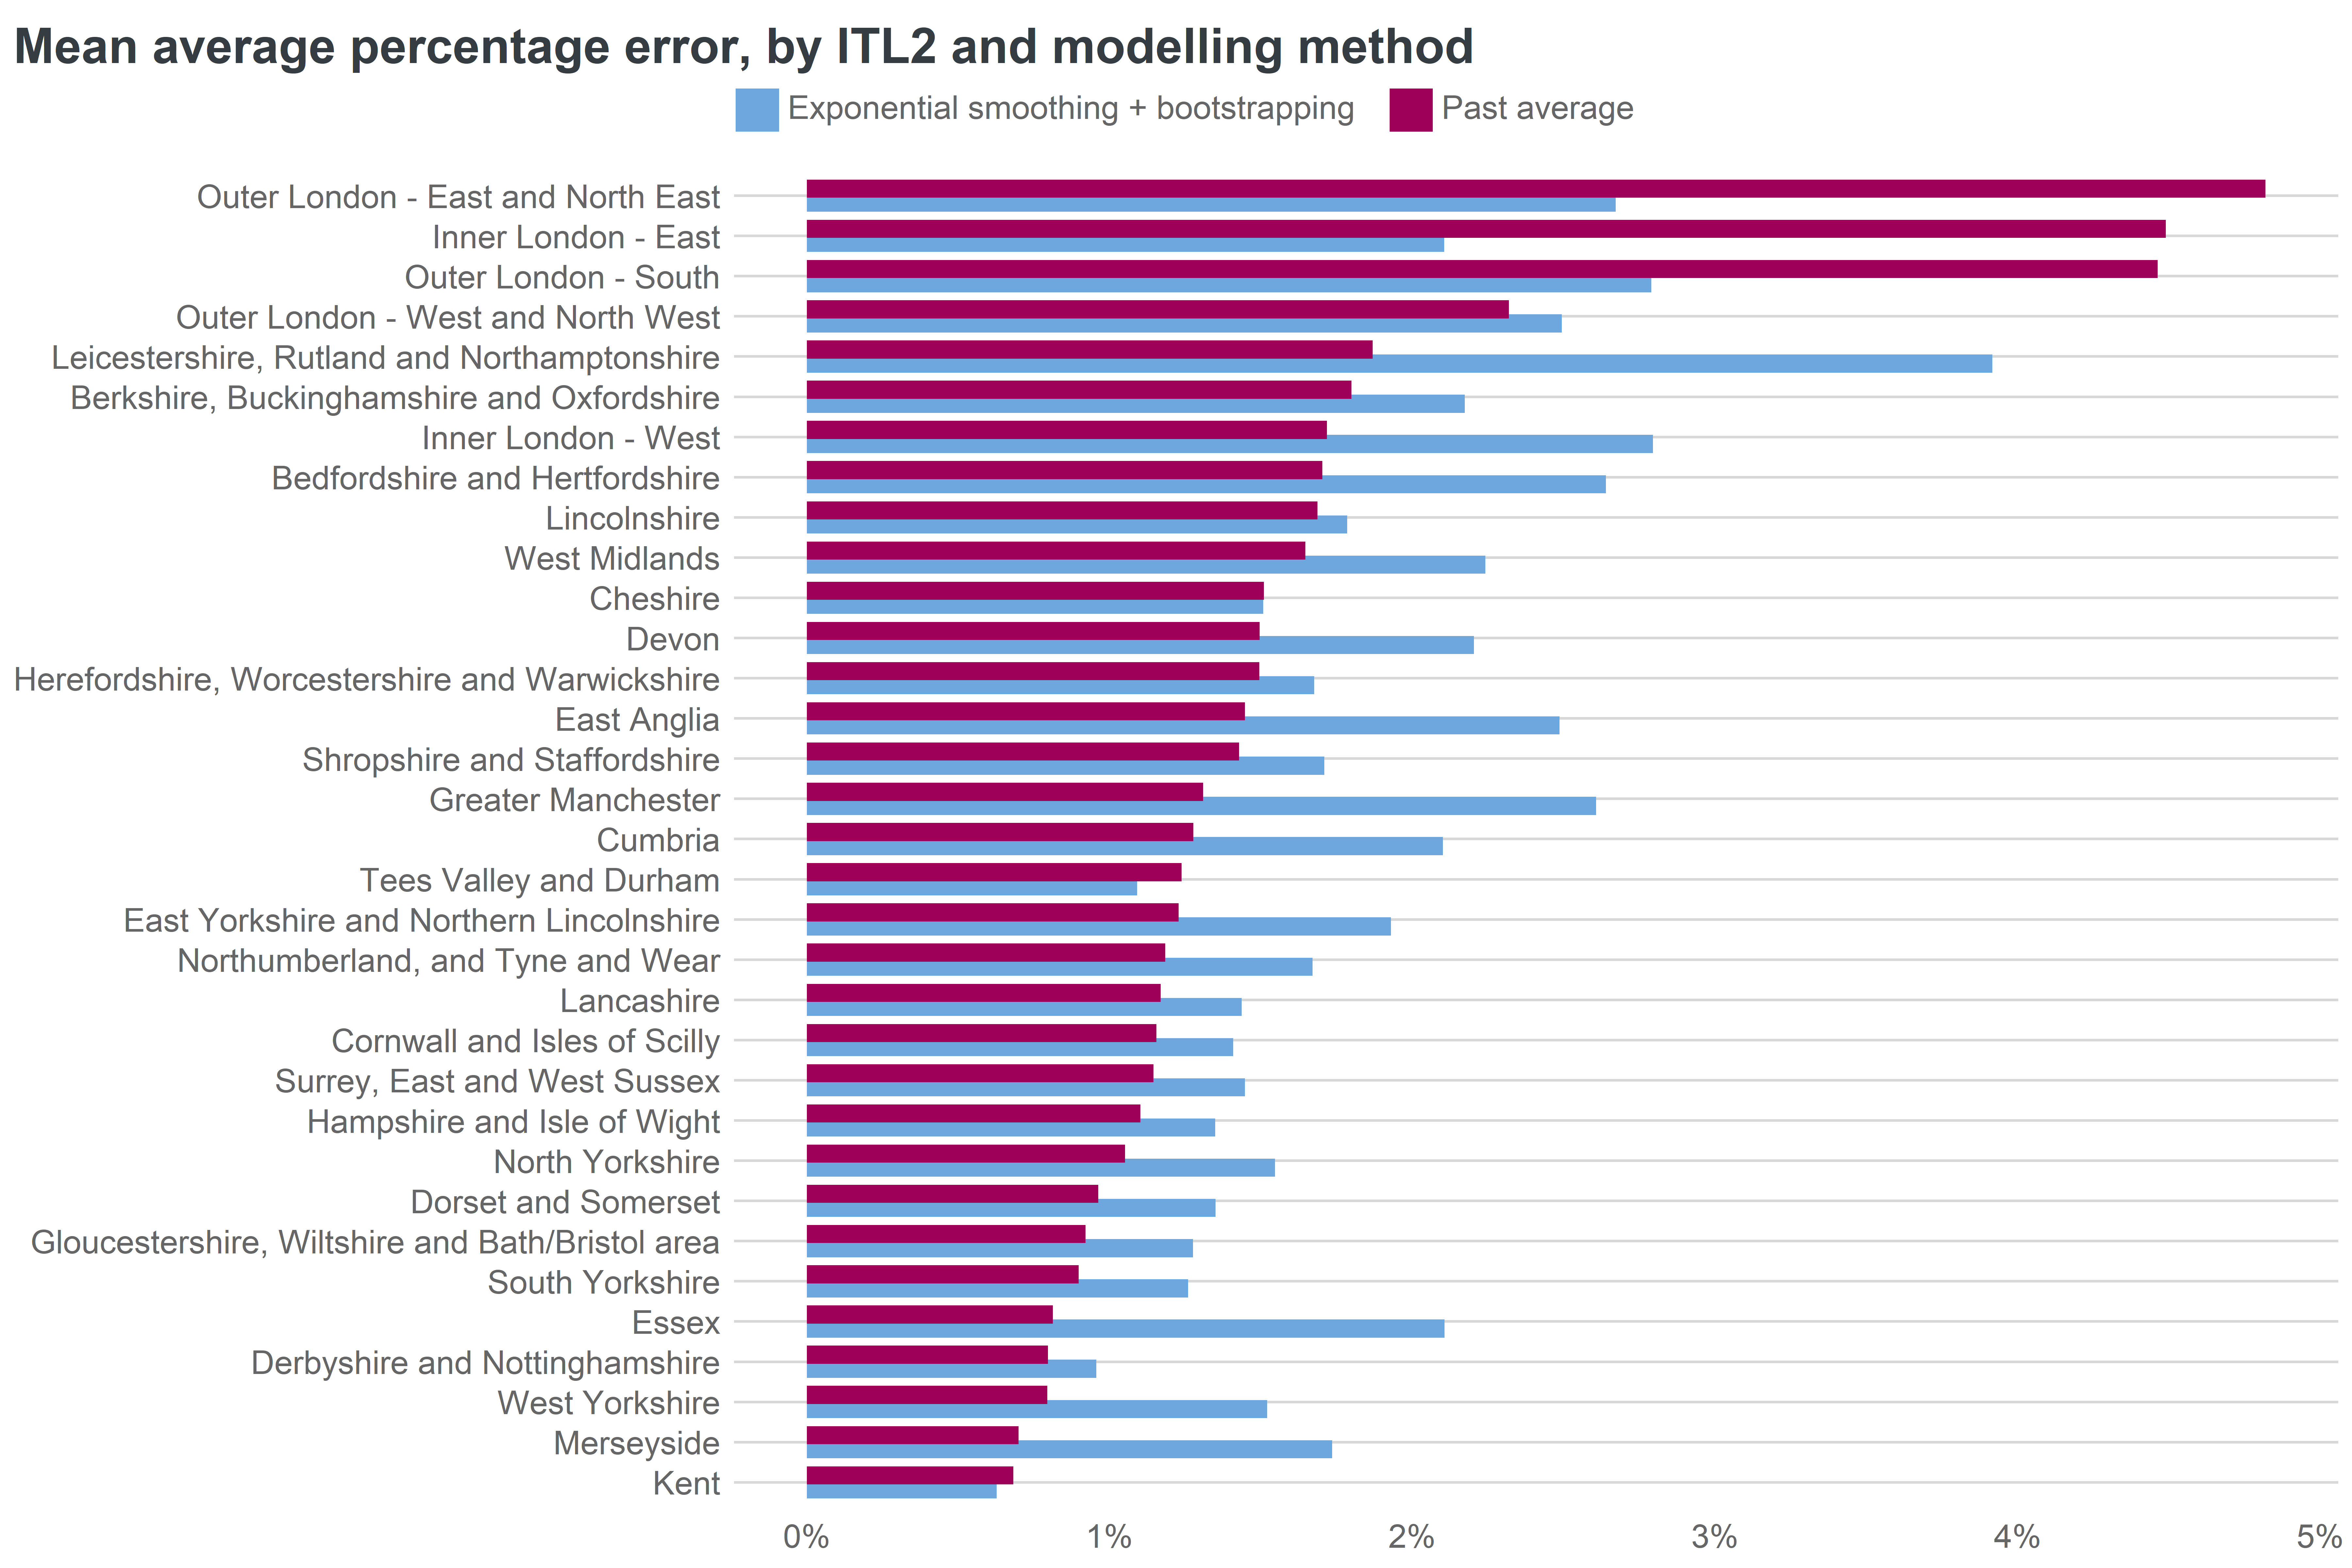 Mean average percentage error, by ITL2 and modelling method
Exponential smoothing + bootstrapping Past average
Outer London - East and North East
Inner London - East
Outer London - South
Outer London - West and North West
Leicestershire, Rutland and Northamptonshire
Berkshire, Buckinghamshire and Oxfordshire
Inner London - West
Bedfordshire and Hertfordshire
Lincolnshire
West Midlands
Cheshire
Devon
Herefordshire, Worcestershire and Warwickshire
East Anglia
Shropshire and Staffordshire
Greater Manchester
Cumbria
Tees Valley and Durham
East Yorkshire and Northern Lincolnshire
Northumberland, and Tyne and Wear
Lancashire
Cornwall and Isles of Scilly
Surrey, East and West Sussex
Hampshire and Isle of Wight
North Yorkshire
Dorset and Somerset
Gloucestershire, Wiltshire and Bath/Bristol area
South Yorkshire
Essex
Derbyshire and Nottinghamshire
West Yorkshire
Merseyside
Kent
0% 1% 2% 3% 4% 5%